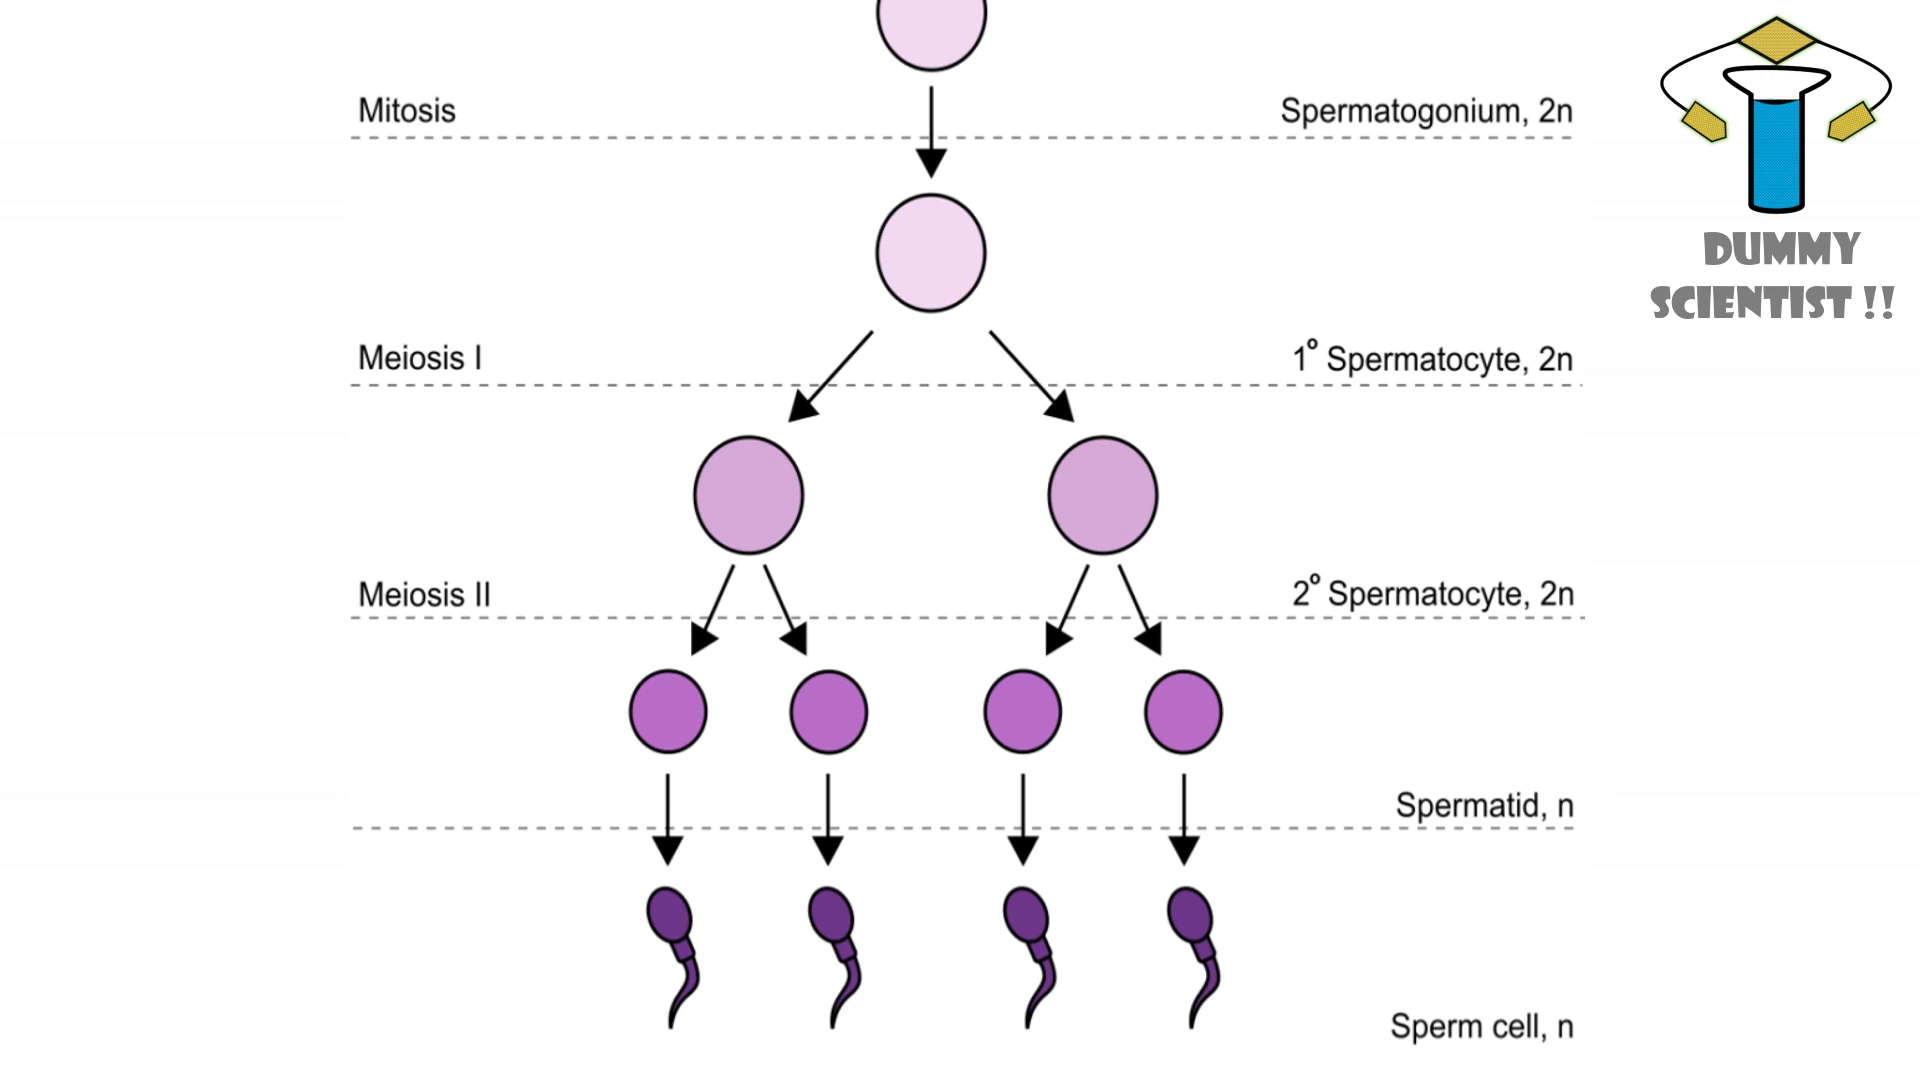 Mitosis
Spermatogonium, 2n
DUMMY
SCIENTIST !!
Meiosis I
1° Spermatocyte, 2n
Meiosis II
2° Spermatocyte, 2n
Spermatid, n
Sperm cell, n